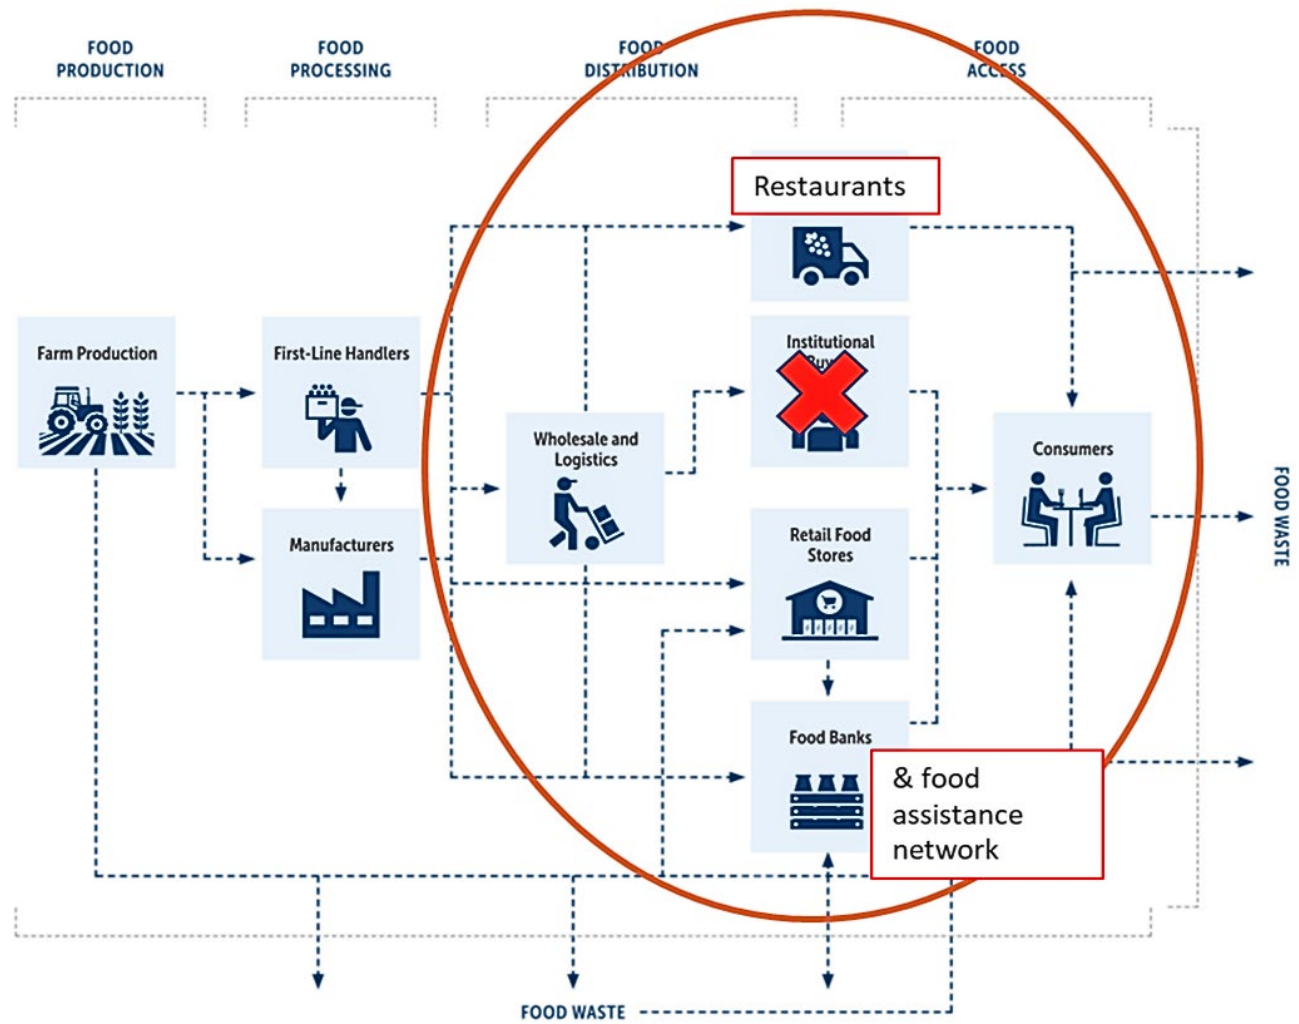 FOOD
PRODUCTION
FOOD
PROCESSING
FOOD
DISTRIBUTION
FOOD
ACCESS
Restaurants
Farm Production
First-Line Handlers
Institutional
Wholesale and
Logistics
Consumers
Manufacturers
Retail Food
Stores
FOOD WASTE
Food Banks
& food
assistance
network
FOOD WASTE